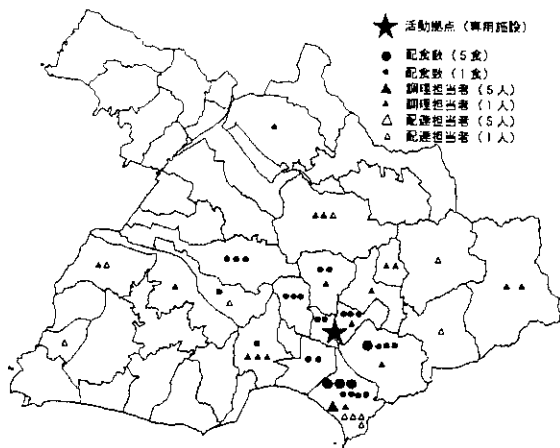 活動拠点（専用施設）
配食数（5食）
配食数（1食）
調理担当者（5人）
調理担当者（1人）
配達担当者（5人）
配達担当者（1人）